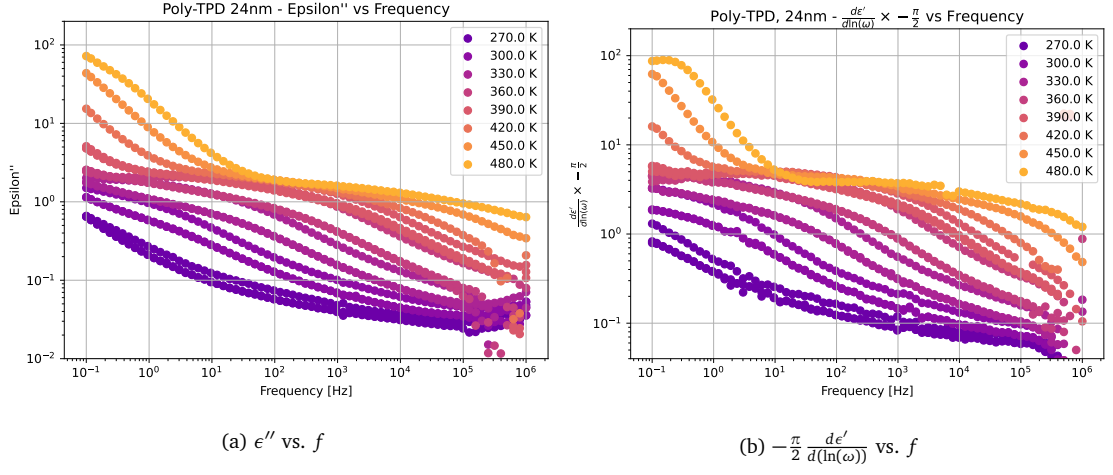 Poly-TPD 24nm - Epsilon'' vs Frequency
10²
10¹
10⁰
10⁻¹
10⁻²
Epsilon''
270.0 K
300.0 K
330.0 K
360.0 K
390.0 K
420.0 K
450.0 K
480.0 K
10⁻¹ 10⁰ 10¹ 10² 10³ 10⁴ 10⁵ 10⁶
Frequency [Hz]
(a) ϵ′′ vs. f
Poly-TPD, 24nm - dε′/dln(ω) × −π/2 vs Frequency
10²
10¹
10⁰
10⁻¹
dε′/dln(ω) × −π/2
270.0 K
300.0 K
330.0 K
360.0 K
390.0 K
420.0 K
450.0 K
480.0 K
10⁻¹ 10⁰ 10¹ 10² 10³ 10⁴ 10⁵ 10⁶
Frequency [Hz]
(b) −π/2 dϵ′/d(ln(ω)) vs. f